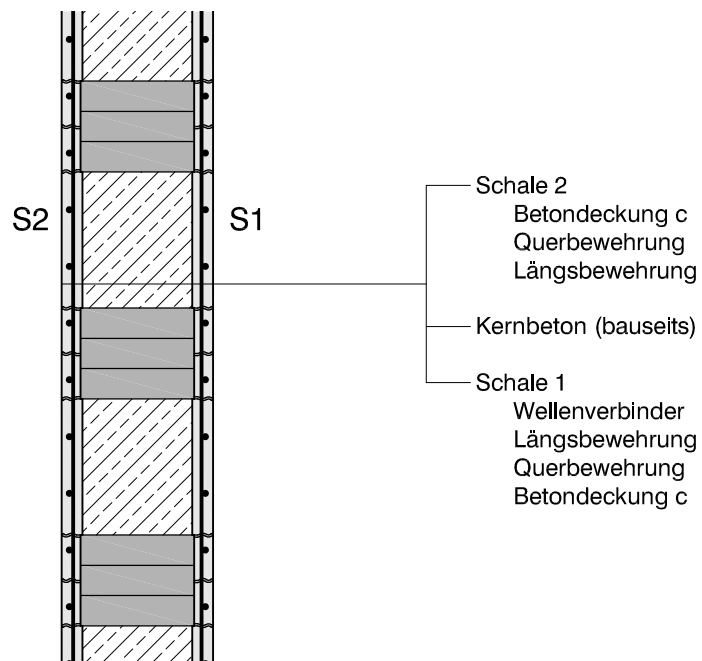 S2
S1
Schale 2
Betondeckung c
Querbewehrung
Längsbewehrung
Kernbeton (bauseits)
Schale 1
Wellenverbinder
Längsbewehrung
Querbewehrung
Betondeckung c